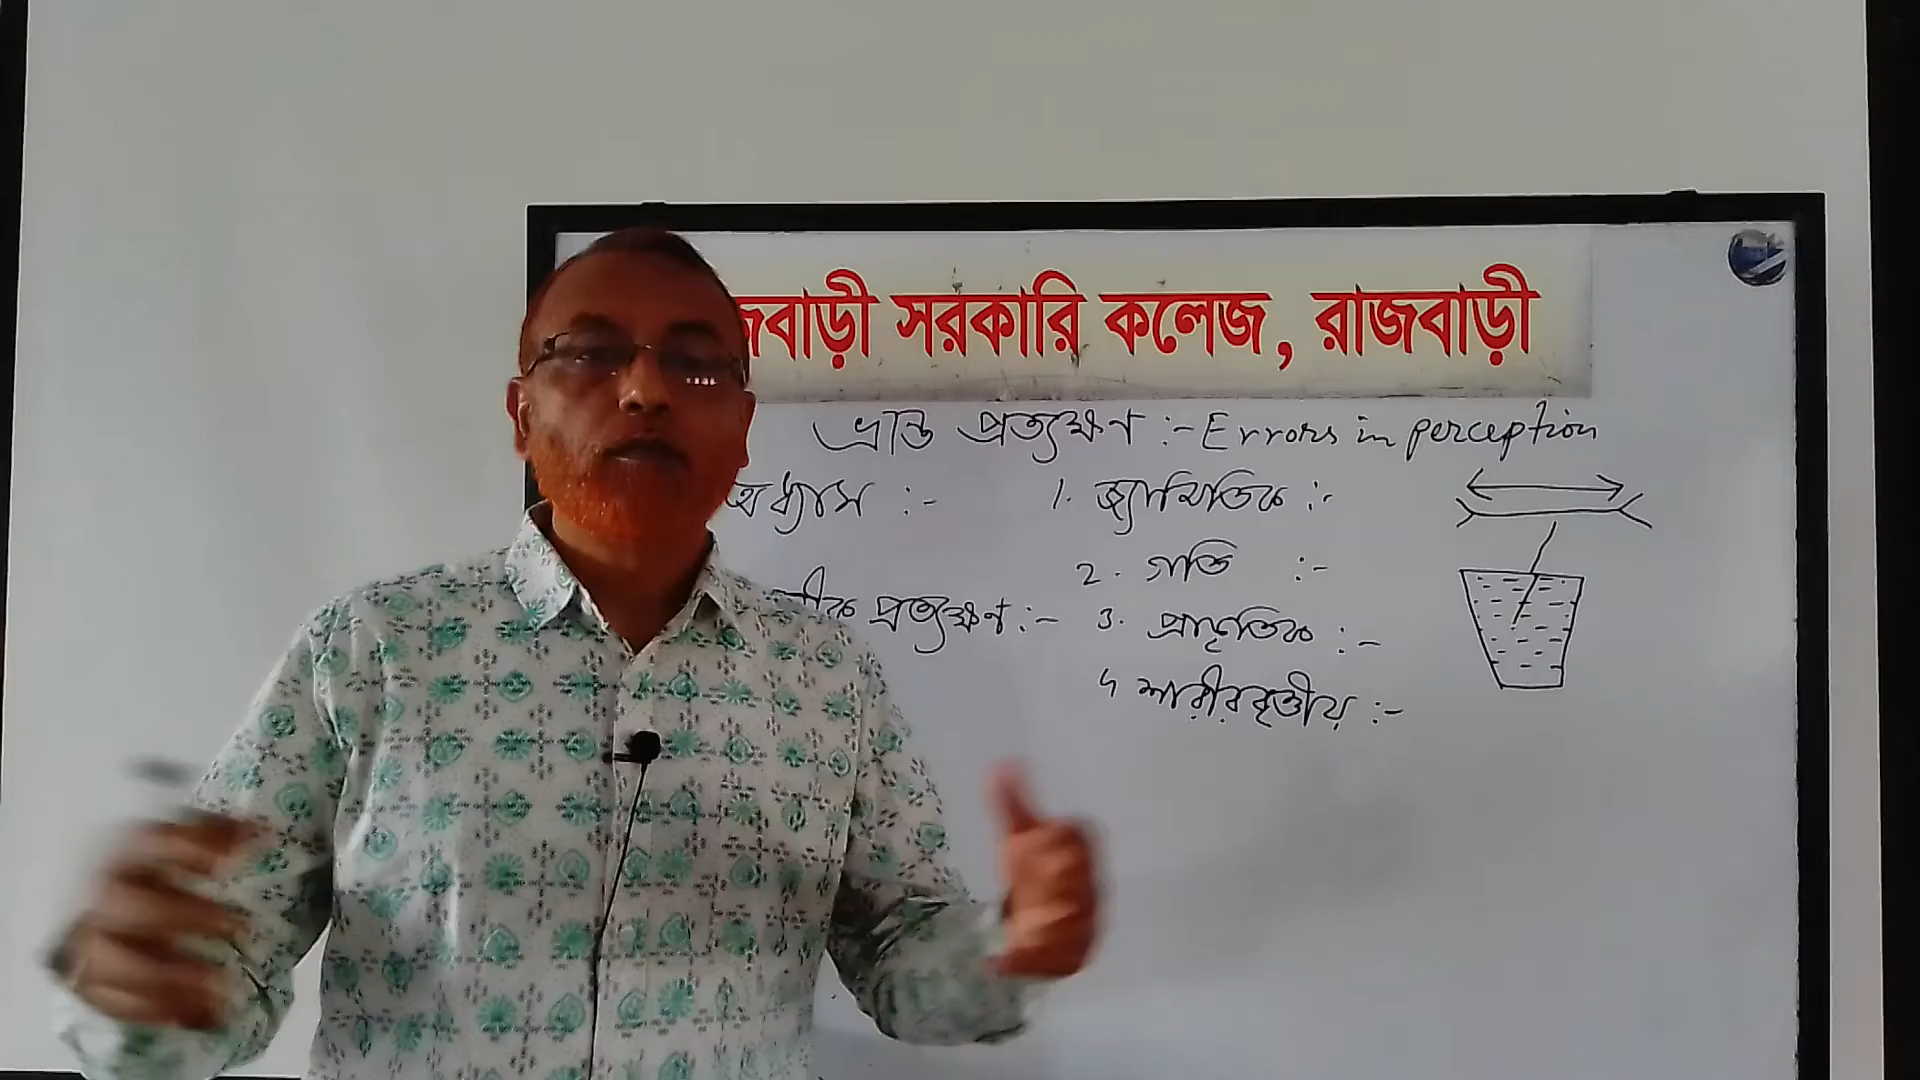 জবাড়ী সরকারি কলেজ, রাজবাড়ী
ভ্রান্ত প্রত্যক্ষণ :- Errors in perception
অধ্যাস :- 1. জ্যামিতিক :-
2. গতি :-
প্রত্যক্ষণ :- 3. প্রাকৃতিক :-
4 শারীরবৃত্তীয় :-